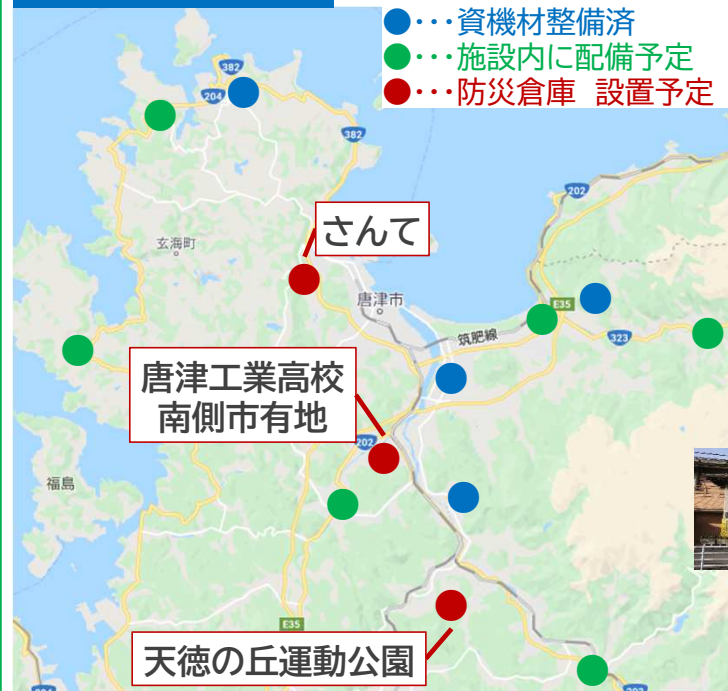 ●･･･資機材整備済
●･･･施設内に配備予定
●･･･防災倉庫 設置予定
382
204
382
202
さんて
玄海町
唐津市
E35
筑肥線
323
唐津工業高校
南側市有地
202
福島
E35
天徳の丘運動公園